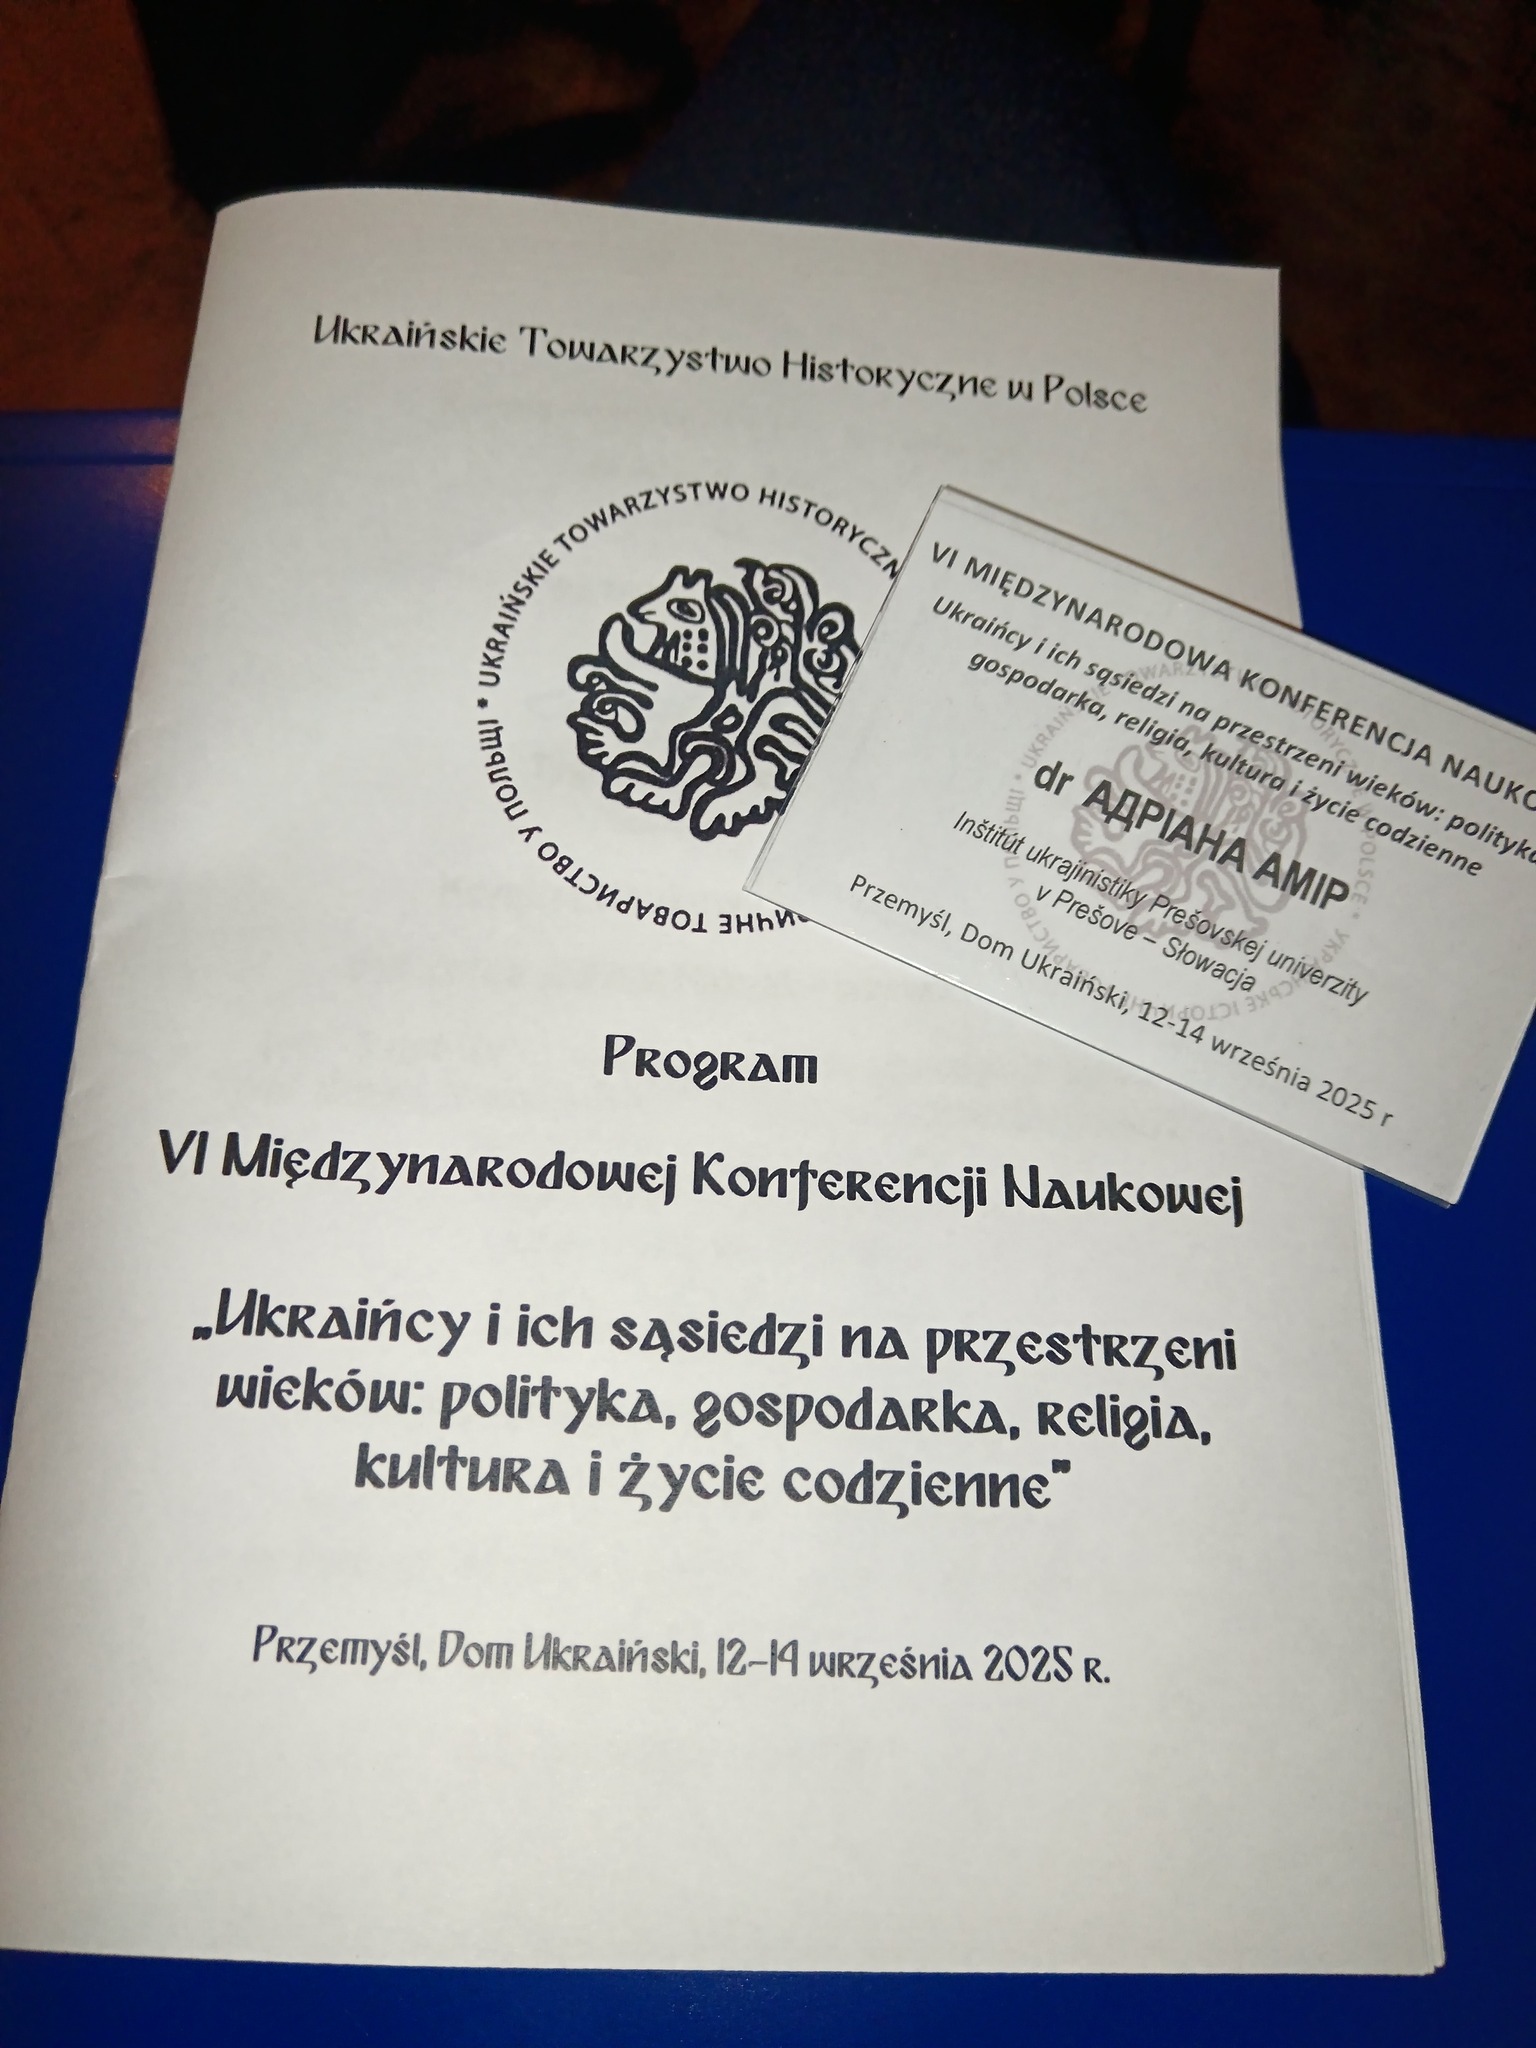 Ukraińskie Towarzystwo Historyczne w Polsce
* UKRAIŃSKIE TOWARZYSTWO HISTORYCZN
ИЧНЕ ТОВАРИСТВО У ПОЛЬЩІ
Program
VI Międzynarodowej Konferencji Naukowej
„Ukraińcy i ich sąsiedzi na przestrzeni
wieków: polityka, gospodarka, religia,
kultura i życie codzienne”
Przemyśl, Dom Ukraiński, 12–14 września 2025 r.
VI MIĘDZYNARODOWA KONFERENCJA NAUKO
Ukraińcy i ich sąsiedzi na przestrzeni wieków: polityka
gospodarka, religia, kultura i życie codzienne
dr АДРІАНА АМІР
Inštitút ukrajinistiky Prešovskej univerzity
v Prešove – Słowacja
Przemyśl, Dom Ukraiński, 12-14 września 2025 r